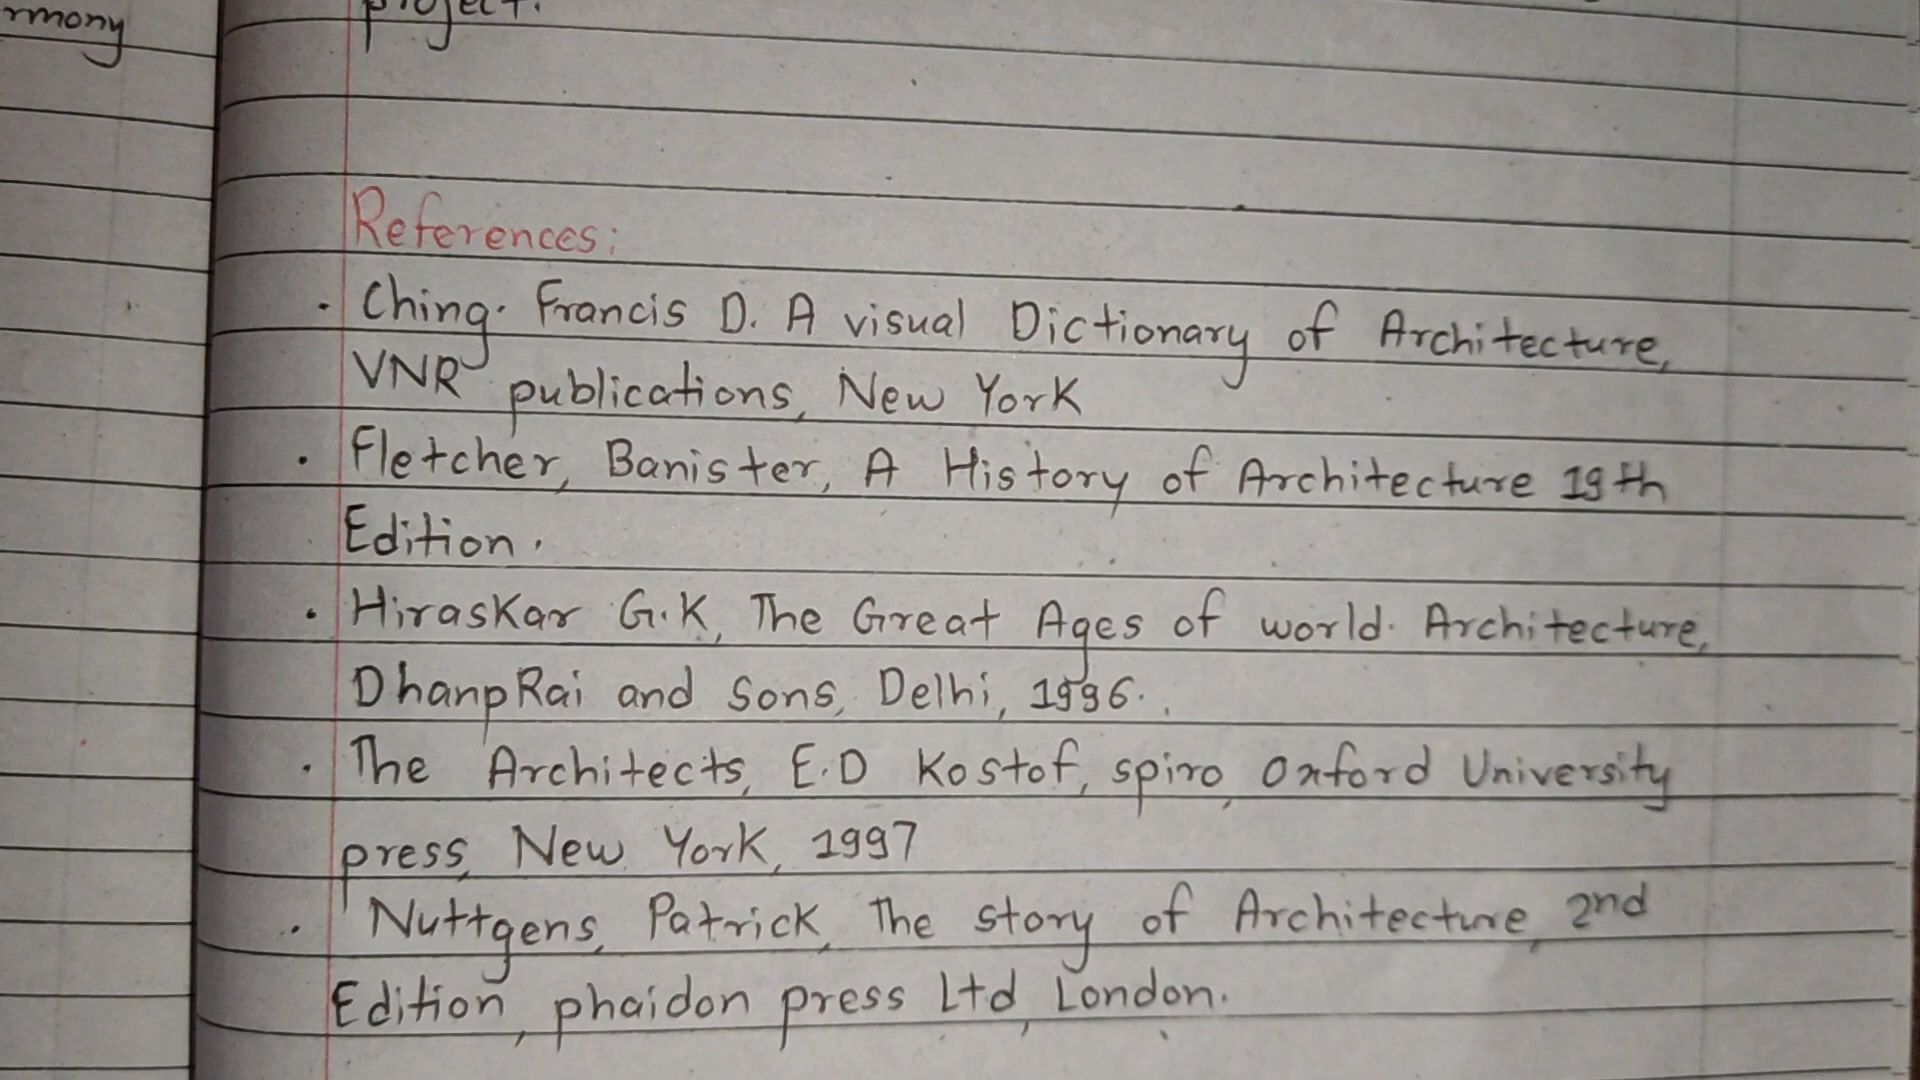 rmony
project.
References:
. Ching. Francis D. A visual Dictionary of Architecture,
VNR publications, New York
. Fletcher, Banister, A History of Architecture 19th
Edition.
. Hiraskar G.K, The Great Ages of world. Architecture,
DhanpRai and Sons, Delhi, 1996.
. The Architects, E.D Kostof, spiro, Oxford University
press, New York, 1997
. Nuttgens, Patrick, The story of Architecture, 2nd
Edition, phaidon press Ltd, London.